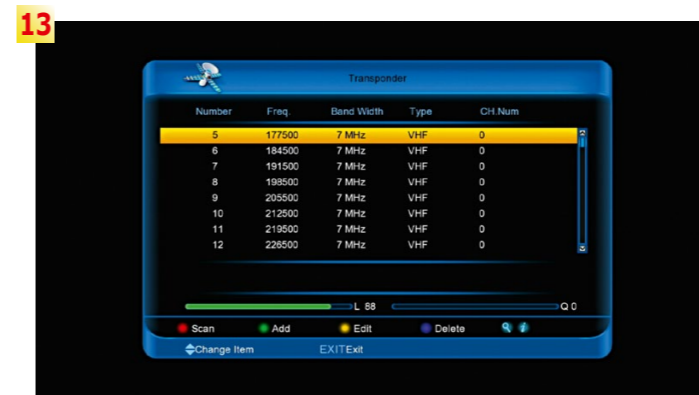 13
Transponder
Number Freq. Band Width Type CH.Num
5 177500 7 MHz VHF 0
6 184500 7 MHz VHF 0
7 191500 7 MHz VHF 0
8 198500 7 MHz VHF 0
9 205500 7 MHz VHF 0
10 212500 7 MHz VHF 0
11 219500 7 MHz VHF 0
12 226500 7 MHz VHF 0
L 88 Q 0
Scan Add Edit Delete
Change Item EXITExit